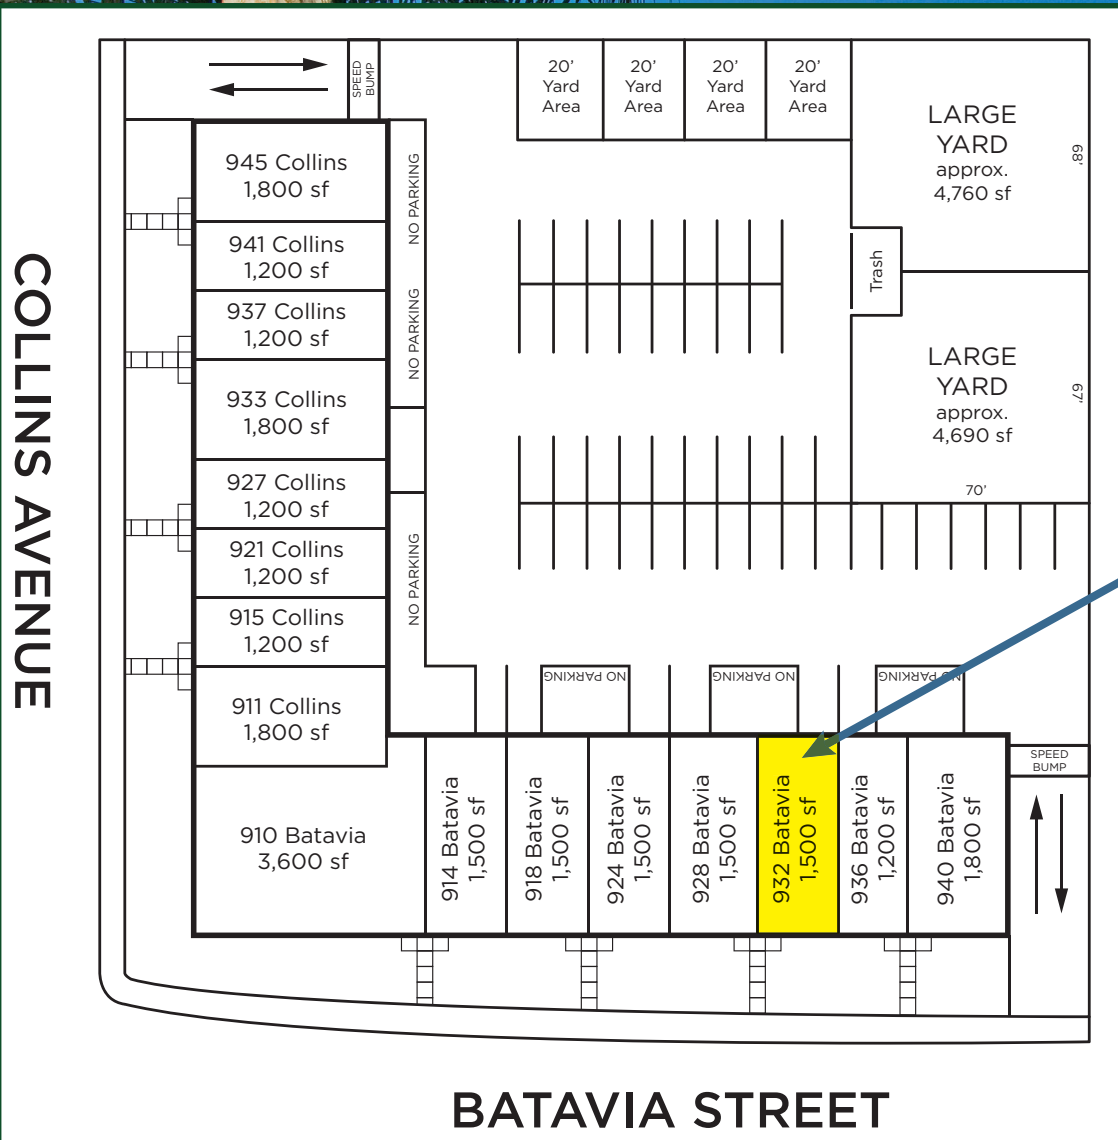 SPEED
BUMP
20'
Yard
Area
20'
Yard
Area
20'
Yard
Area
20'
Yard
Area
LARGE
YARD
approx.
4,760 sf
68'
945 Collins
1,800 sf
NO PARKING
941 Collins
1,200 sf
Trash
937 Collins
1,200 sf
NO PARKING
LARGE
YARD
approx.
4,690 sf
67'
70'
933 Collins
1,800 sf
927 Collins
1,200 sf
921 Collins
1,200 sf
NO PARKING
915 Collins
1,200 sf
911 Collins
1,800 sf
NO PARKING
NO PARKING
NO PARKING
SPEED
BUMP
910 Batavia
3,600 sf
914 Batavia
1,500 sf
918 Batavia
1,500 sf
924 Batavia
1,500 sf
928 Batavia
1,500 sf
932 Batavia
1,500 sf
936 Batavia
1,200 sf
940 Batavia
1,800 sf
COLLINS AVENUE
BATAVIA STREET